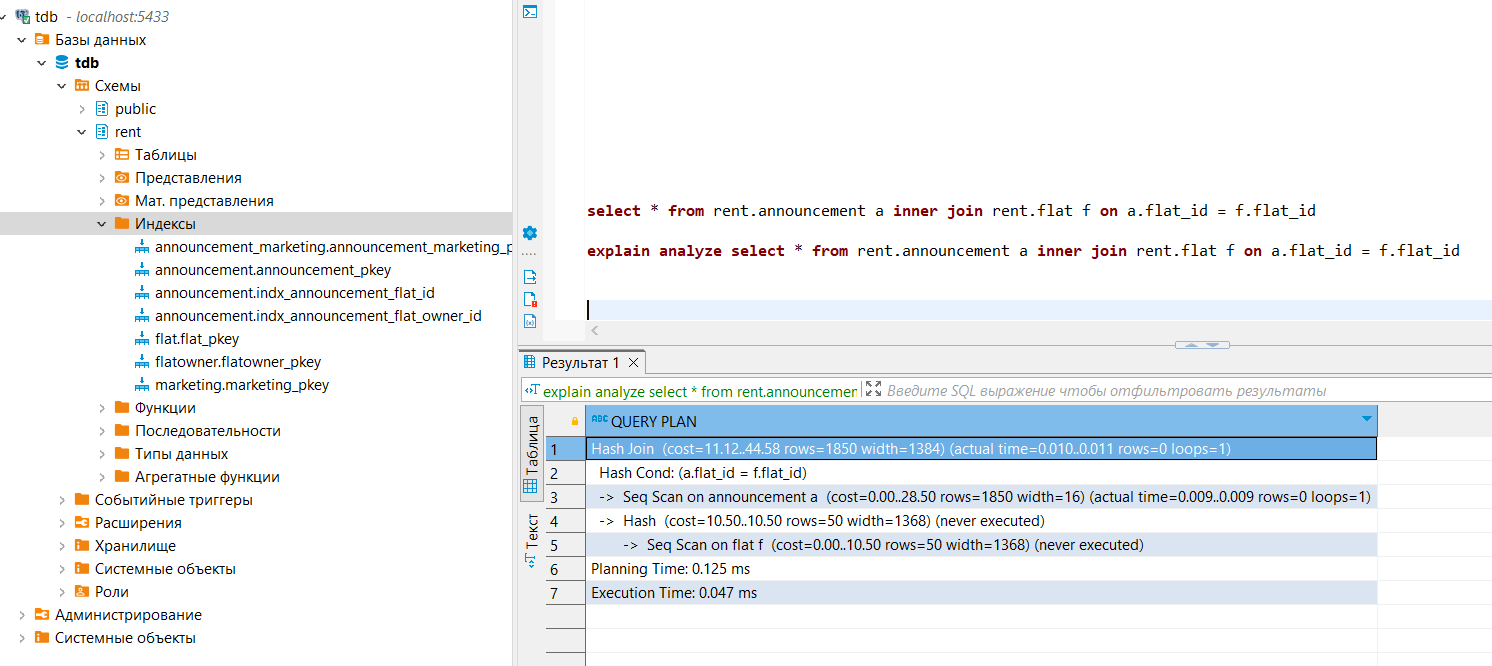 tdb - localhost:5433
Базы данных
tdb
Схемы
public
rent
Таблицы
Представления
Мат. представления
Индексы
announcement_marketing.announcement_marketing_p
announcement.announcement_pkey
announcement.indx_announcement_flat_id
announcement.indx_announcement_flat_owner_id
flat.flat_pkey
flatowner.flatowner_pkey
marketing.marketing_pkey
Функции
Последовательности
Типы данных
Агрегатные функции
Событийные триггеры
Расширения
Хранилище
Системные объекты
Роли
Администрирование
Системные объекты
select * from rent.announcement a inner join rent.flat f on a.flat_id = f.flat_id
explain analyze select * from rent.announcement a inner join rent.flat f on a.flat_id = f.flat_id
Результат 1
explain analyze select * from rent.announcemen
Введите SQL выражение чтобы отфильтровать результаты
Таблица
Текст
ABC QUERY PLAN
1 Hash Join (cost=11.12..44.58 rows=1850 width=1384) (actual time=0.010..0.011 rows=0 loops=1)
2 Hash Cond: (a.flat_id = f.flat_id)
3 -> Seq Scan on announcement a (cost=0.00..28.50 rows=1850 width=16) (actual time=0.009..0.009 rows=0 loops=1)
4 -> Hash (cost=10.50..10.50 rows=50 width=1368) (never executed)
5 -> Seq Scan on flat f (cost=0.00..10.50 rows=50 width=1368) (never executed)
6 Planning Time: 0.125 ms
7 Execution Time: 0.047 ms